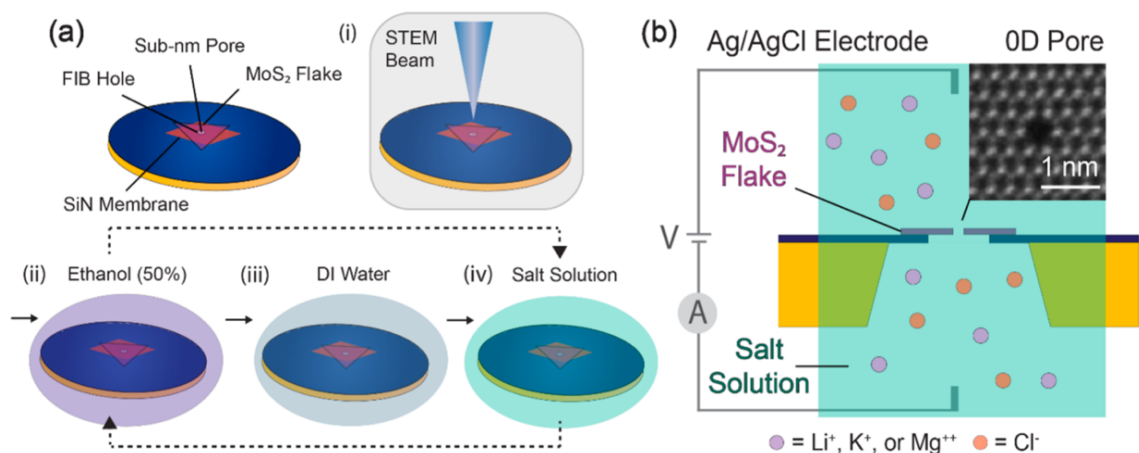 (a)
Sub-nm Pore
FIB Hole
MoS₂ Flake
SiN Membrane
(i)
STEM
Beam
(ii)
Ethanol (50%)
(iii)
DI Water
(iv)
Salt Solution
(b)
Ag/AgCl Electrode
0D Pore
MoS₂
Flake
1 nm
V
A
Salt
Solution
= Li⁺, K⁺, or Mg⁺⁺
= Cl⁻